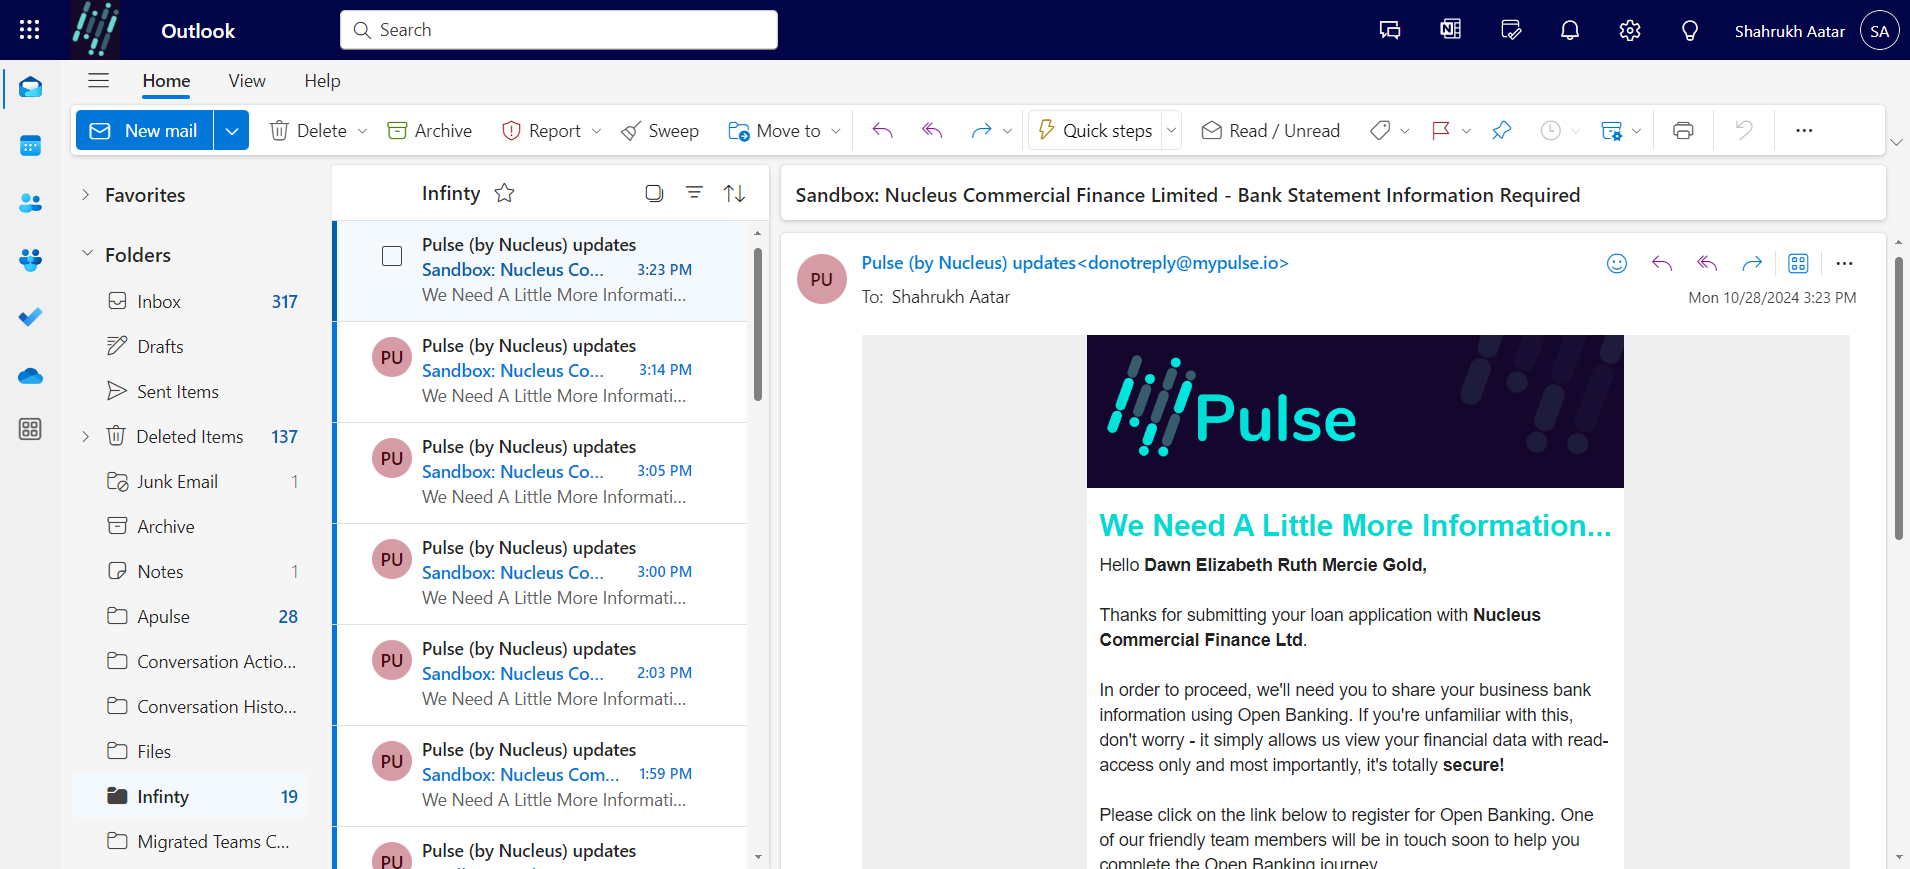 Outlook
Search
Shahrukh Aatar
SA
Home
View
Help
New mail
Delete
Archive
Report
Sweep
Move to
Quick steps
Read / Unread
Favorites
Folders
Inbox 317
Drafts
Sent Items
Deleted Items 137
Junk Email 1
Archive
Notes 1
Apulse 28
Conversation Actio...
Conversation Histo...
Files
Infinty 19
Migrated Teams C...
Infinty
Pulse (by Nucleus) updates
Sandbox: Nucleus Co... 3:23 PM
We Need A Little More Informati...
PU
Pulse (by Nucleus) updates
Sandbox: Nucleus Co... 3:14 PM
We Need A Little More Informati...
PU
Pulse (by Nucleus) updates
Sandbox: Nucleus Co... 3:05 PM
We Need A Little More Informati...
PU
Pulse (by Nucleus) updates
Sandbox: Nucleus Co... 3:00 PM
We Need A Little More Informati...
PU
Pulse (by Nucleus) updates
Sandbox: Nucleus Co... 2:03 PM
We Need A Little More Informati...
PU
Pulse (by Nucleus) updates
Sandbox: Nucleus Com... 1:59 PM
We Need A Little More Informati...
PU
Pulse (by Nucleus) updates
Sandbox: Nucleus Commercial Finance Limited - Bank Statement Information Required
PU
Pulse (by Nucleus) updates<donotreply@mypulse.io>
To: Shahrukh Aatar
Mon 10/28/2024 3:23 PM
Pulse
We Need A Little More Information...
Hello Dawn Elizabeth Ruth Mercie Gold,
Thanks for submitting your loan application with Nucleus
Commercial Finance Ltd.
In order to proceed, we'll need you to share your business bank
information using Open Banking. If you're unfamiliar with this,
don't worry - it simply allows us view your financial data with read-
access only and most importantly, it's totally secure!
Please click on the link below to register for Open Banking. One
of our friendly team members will be in touch soon to help you
complete the Open Banking journey